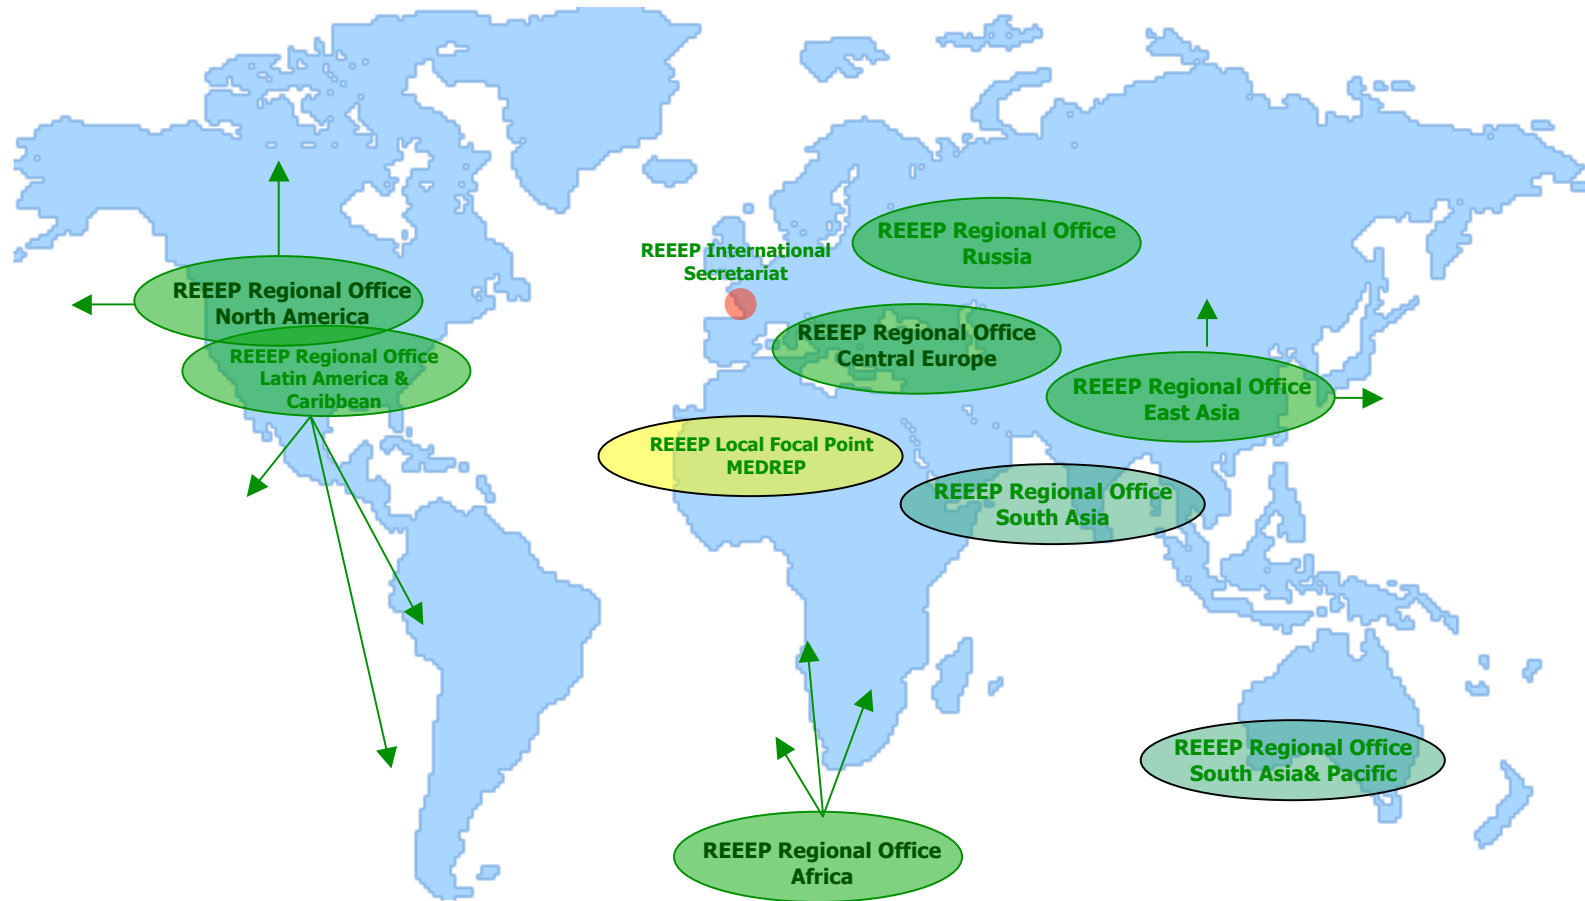 REEEP Regional Office
Russia
REEEP International
Secretariat
REEEP Regional Office
North America
REEEP Regional Office
Central Europe
REEEP Regional Office
Latin America &
Caribbean
REEEP Regional Office
East Asia
REEEP Local Focal Point
MEDREP
REEEP Regional Office
South Asia
REEEP Regional Office
South Asia& Pacific
REEEP Regional Office
Africa